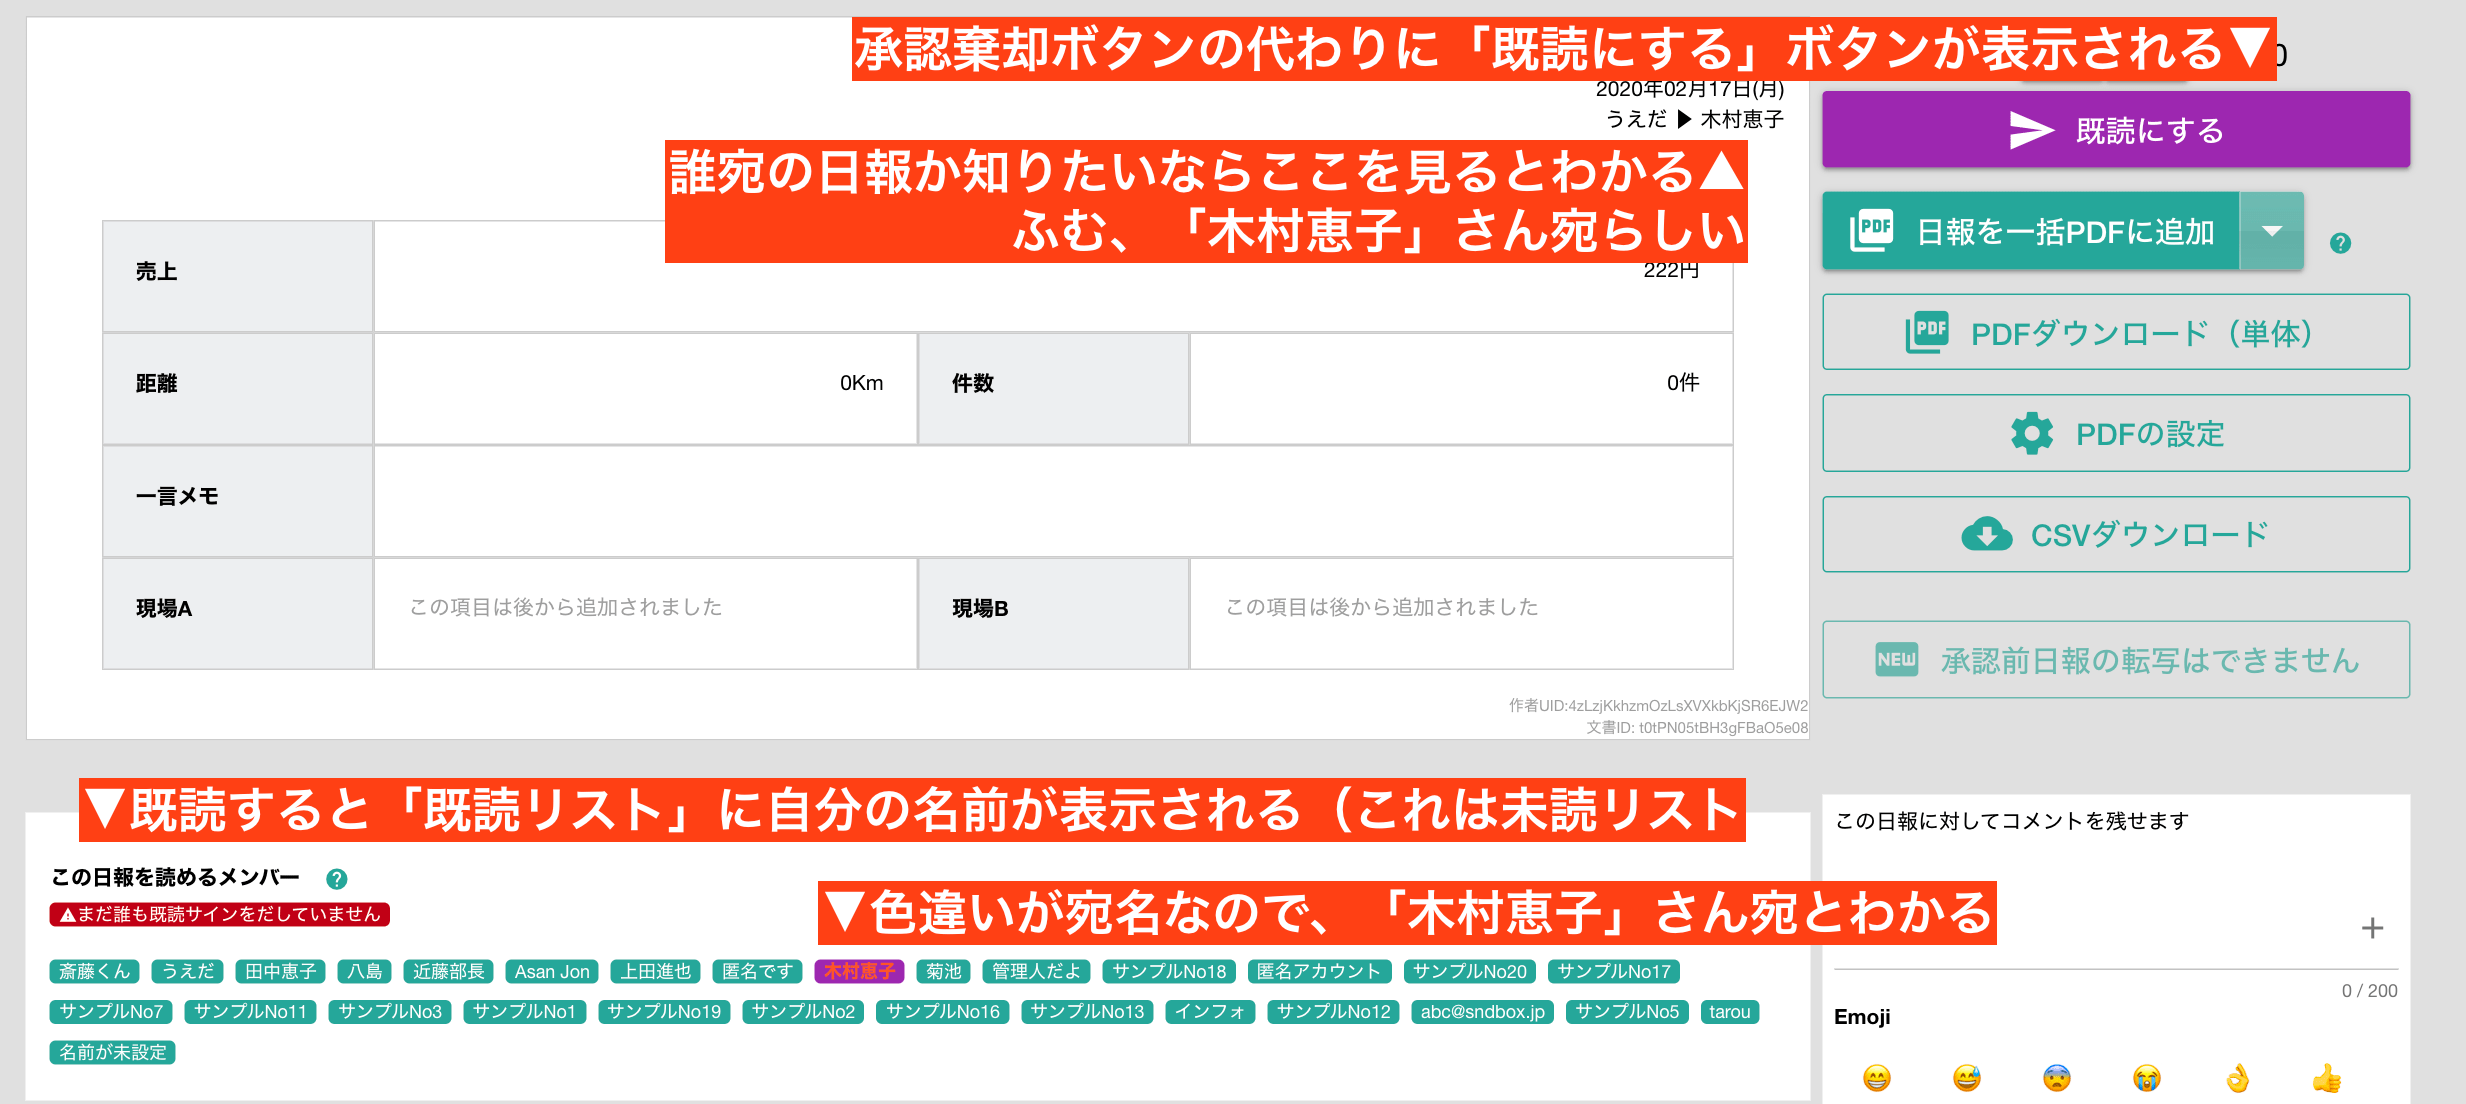 承認棄却ボタンの代わりに「既読にする」ボタンが表示される▼
2020年02月17日(月)
うえだ ▶ 木村恵子
誰宛の日報か知りたいならここを見るとわかる▲
ふむ、「木村恵子」さん宛らしい
売上
222円
距離
0Km
件数
0件
一言メモ
現場A
この項目は後から追加されました
現場B
この項目は後から追加されました
作者UID:4zLzjKkhzmOzLsXVXkbKjSR6EJW2
文書ID: t0tPN05tBH3gFBaO5e08
既読にする
PDF 日報を一括PDFに追加
?
PDF PDFダウンロード（単体）
PDFの設定
CSVダウンロード
NEW 承認前日報の転写はできません
▼既読すると「既読リスト」に自分の名前が表示される（これは未読リスト
この日報を読めるメンバー ?
まだ誰も既読サインをだしていません
▼色違いが宛名なので、「木村恵子」さん宛とわかる
斎藤くん うえだ 田中恵子 八島 近藤部長 Asan Jon 上田進也 匿名です 木村恵子 菊池 管理人だよ サンプルNo18 匿名アカウント サンプルNo20 サンプルNo17
サンプルNo7 サンプルNo11 サンプルNo3 サンプルNo1 サンプルNo19 サンプルNo2 サンプルNo16 サンプルNo13 インフォ サンプルNo12 abc@sndbox.jp サンプルNo5 tarou
名前が未設定
この日報に対してコメントを残せます
0 / 200
Emoji